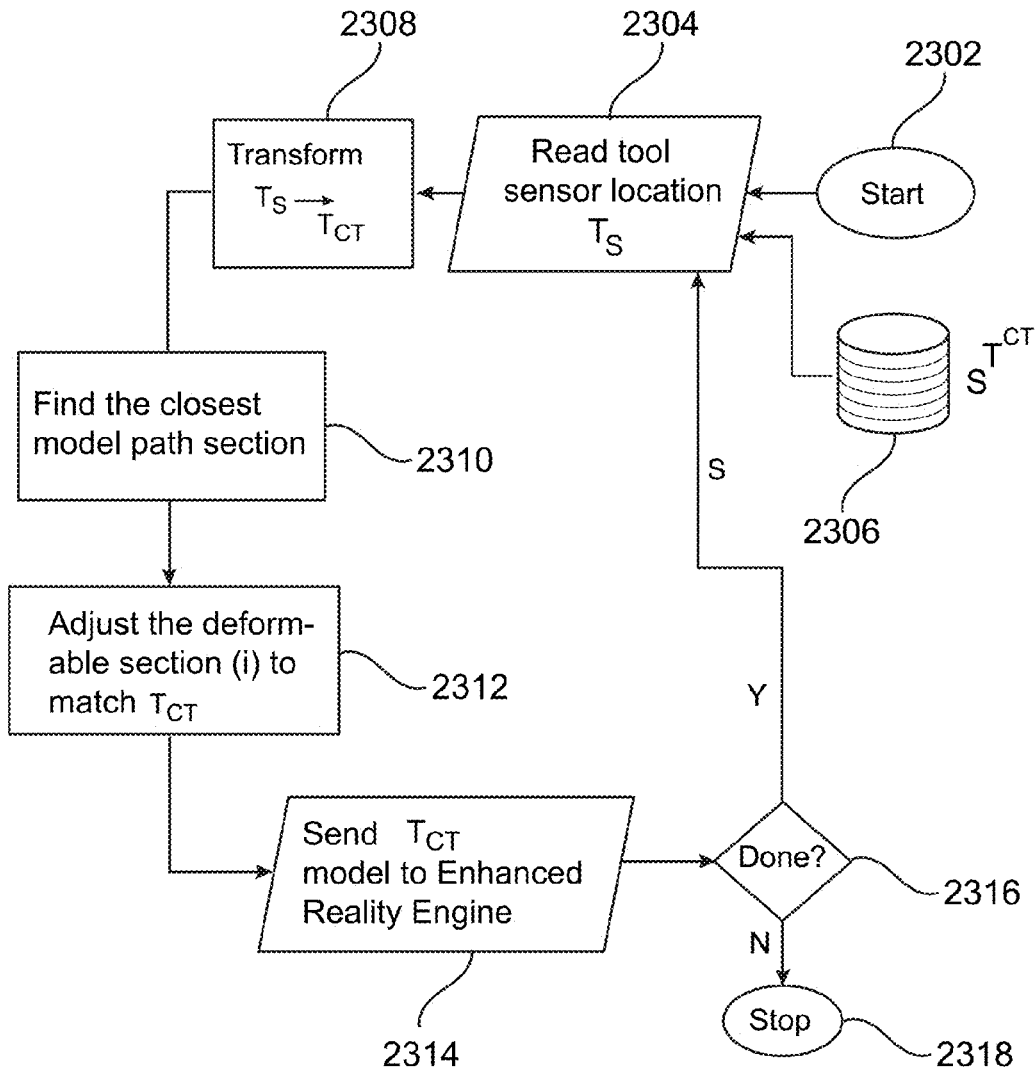 2308
2304
2302
Transform
T_S → T_CT
Read tool
sensor location
T_S
Start
S^T^CT
2306
Find the closest
model path section
2310
S
Adjust the deform-
able section (i) to
match T_CT
2312
Y
Send T_CT
model to Enhanced
Reality Engine
2314
Done?
2316
N
Stop
2318